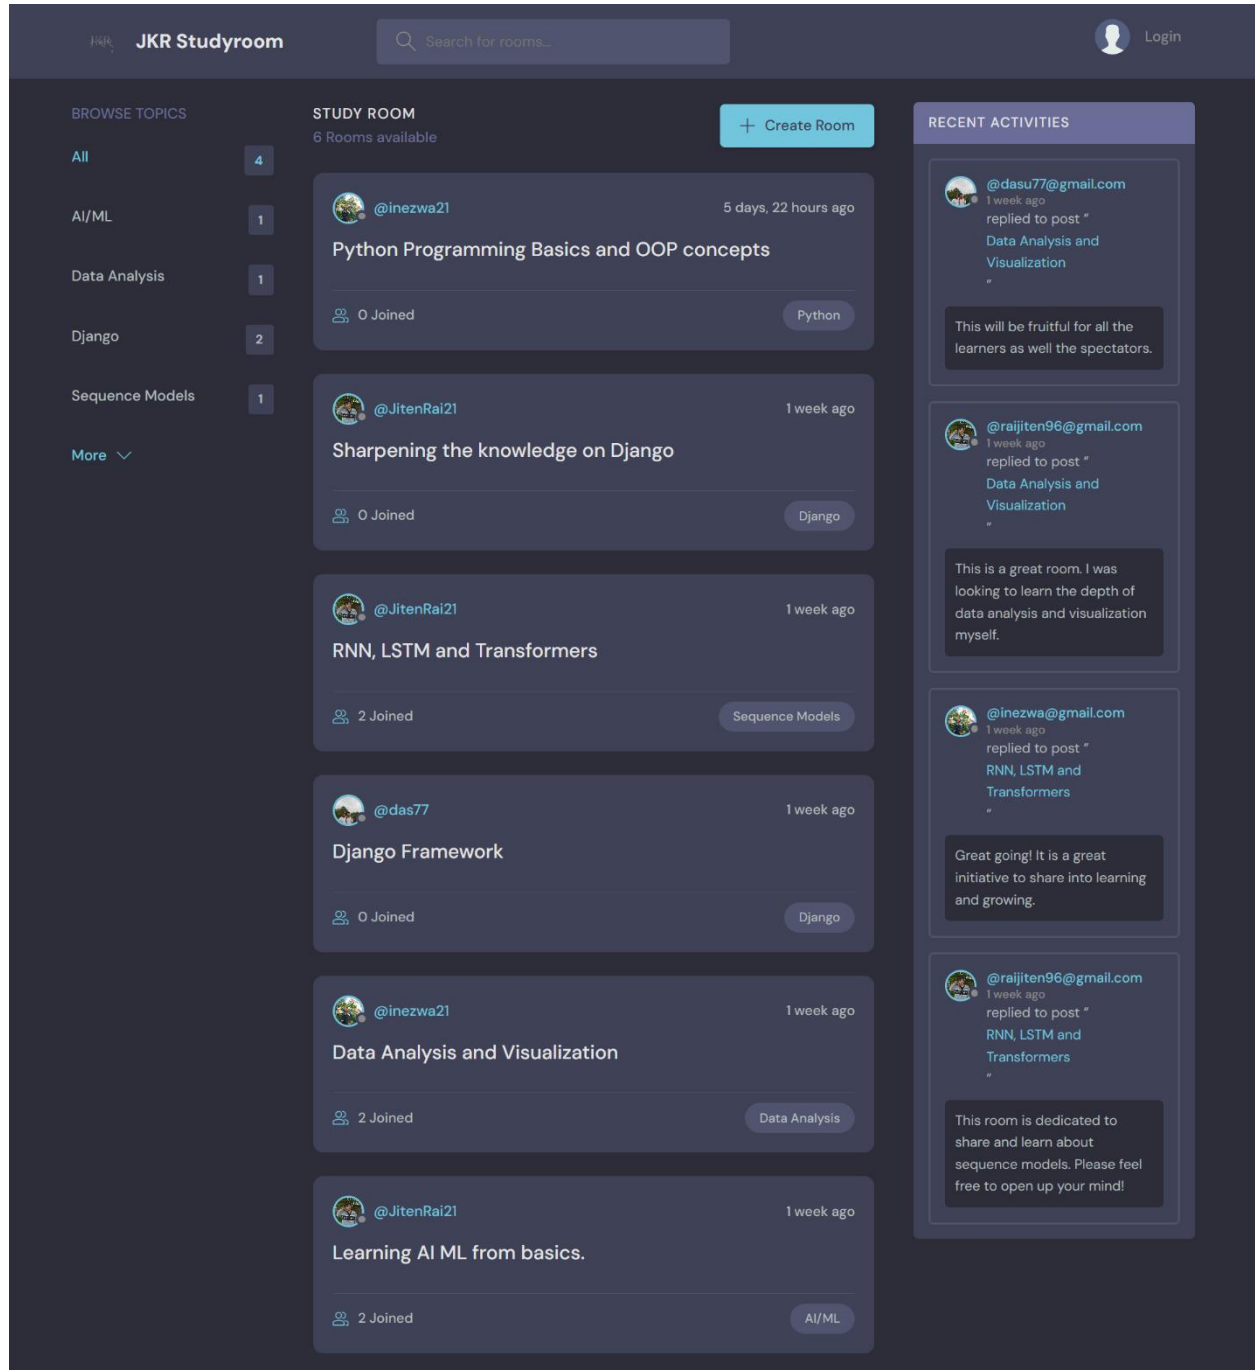 JKR Studyroom
Search for rooms...
Login
BROWSE TOPICS
All 4
AI/ML 1
Data Analysis 1
Django 2
Sequence Models 1
More
STUDY ROOM
6 Rooms available
+ Create Room
@inezwa21 5 days, 22 hours ago
Python Programming Basics and OOP concepts
0 Joined Python
@JitenRai21 1 week ago
Sharpening the knowledge on Django
0 Joined Django
@JitenRai21 1 week ago
RNN, LSTM and Transformers
2 Joined Sequence Models
@das77 1 week ago
Django Framework
0 Joined Django
@inezwa21 1 week ago
Data Analysis and Visualization
2 Joined Data Analysis
@JitenRai21 1 week ago
Learning AI ML from basics.
2 Joined AI/ML
RECENT ACTIVITIES
@dasu77@gmail.com
1 week ago
replied to post “
Data Analysis and
Visualization
“
This will be fruitful for all the
learners as well the spectators.
@raijiten96@gmail.com
1 week ago
replied to post “
Data Analysis and
Visualization
“
This is a great room. I was
looking to learn the depth of
data analysis and visualization
myself.
@inezwa@gmail.com
1 week ago
replied to post “
RNN, LSTM and
Transformers
“
Great going! It is a great
initiative to share into learning
and growing.
@raijiten96@gmail.com
1 week ago
replied to post “
RNN, LSTM and
Transformers
“
This room is dedicated to
share and learn about
sequence models. Please feel
free to open up your mind!